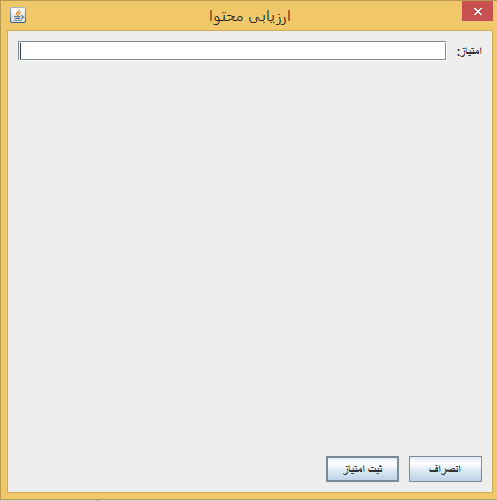 ارزیابی محتوا
امتیاز:
انصراف
ثبت امتیاز